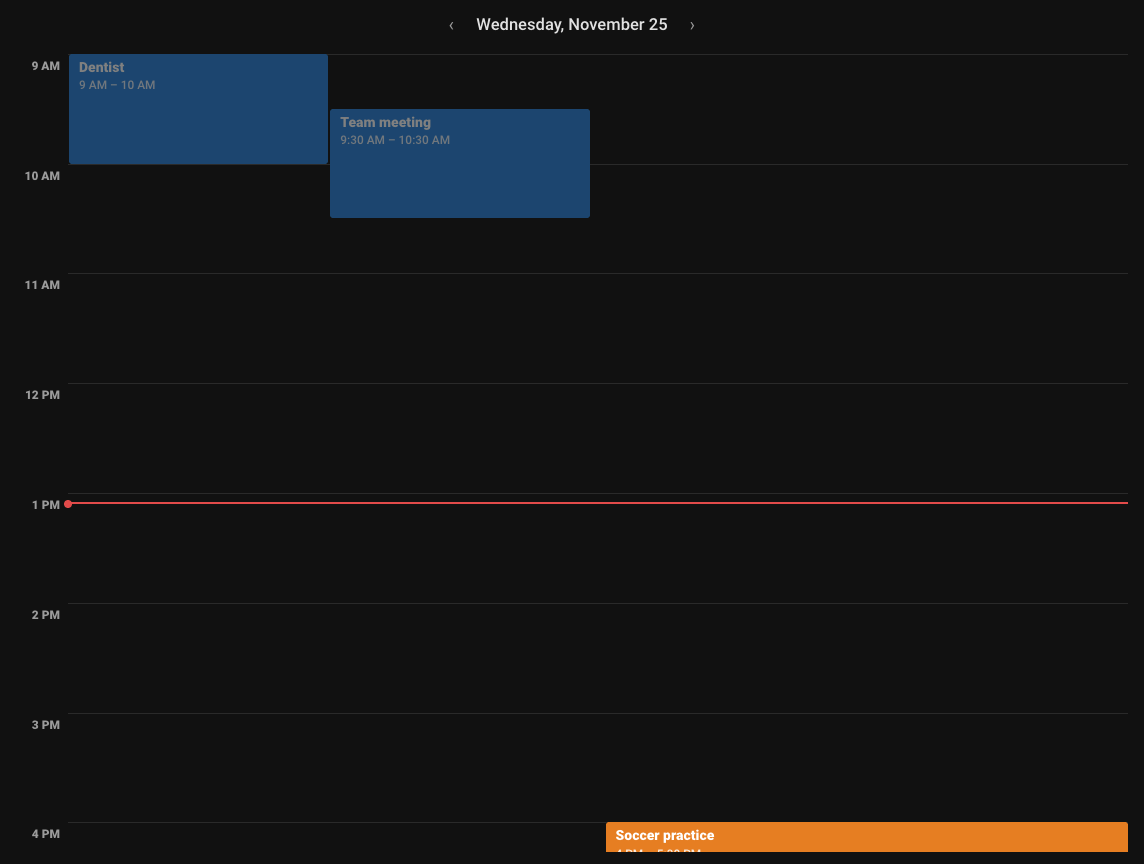 ‹ Wednesday, November 25 ›
9 AM
Dentist
9 AM – 10 AM
Team meeting
9:30 AM – 10:30 AM
10 AM
11 AM
12 PM
1 PM
2 PM
3 PM
4 PM
Soccer practice